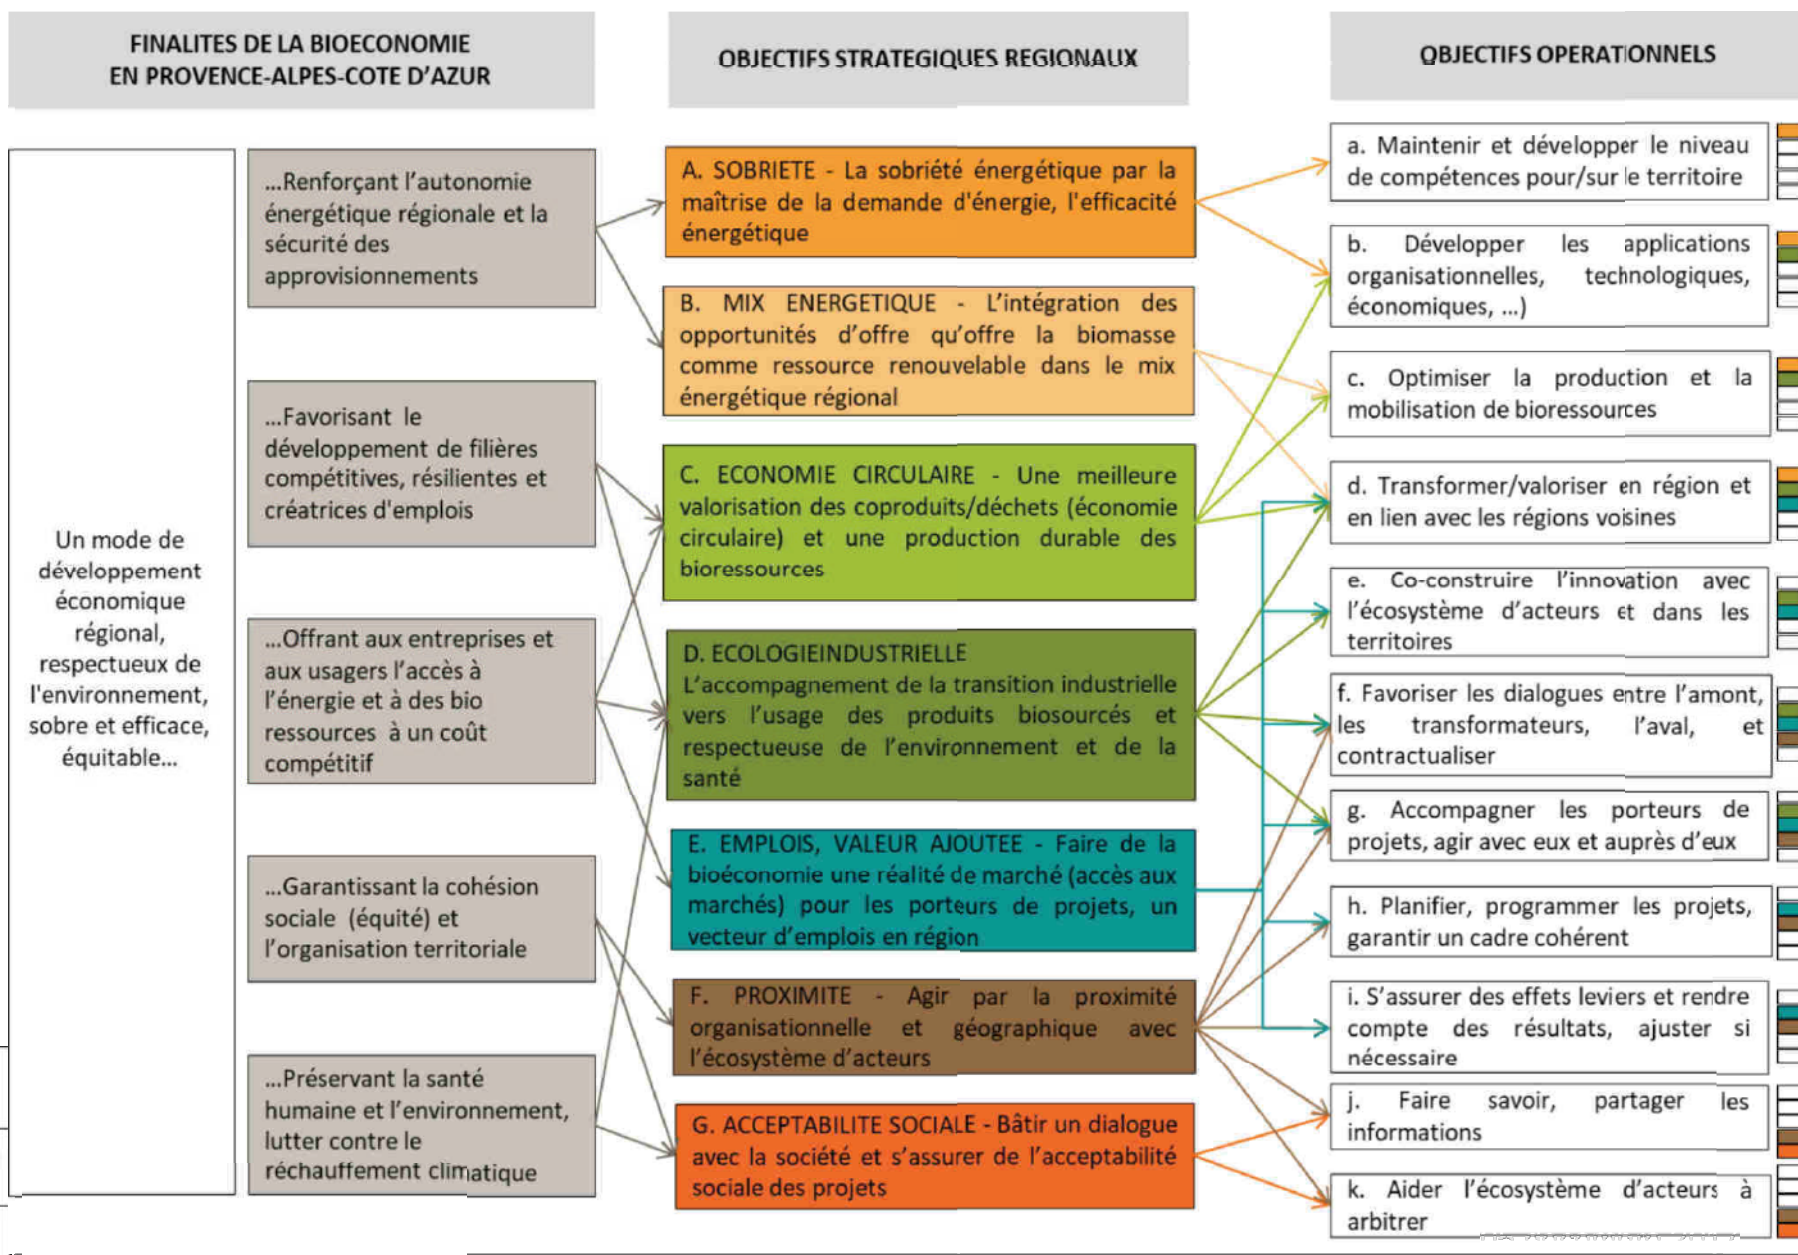 FINALITES DE LA BIOECONOMIE
EN PROVENCE-ALPES-COTE D'AZUR
Un mode de
développement
économique
régional,
respectueux de
l'environnement,
sobre et efficace,
équitable...
...Renforçant l'autonomie
énergétique régionale et la
sécurité des
approvisionnements
...Favorisant le
développement de filières
compétitives, résilientes et
créatrices d'emplois
...Offrant aux entreprises et
aux usagers l'accès à
l'énergie et à des bio
ressources à un coût
compétitif
...Garantissant la cohésion
sociale (équité) et
l'organisation territoriale
...Préservant la santé
humaine et l'environnement,
lutter contre le
réchauffement climatique
OBJECTIFS STRATEGIQUES REGIONAUX
A. SOBRIETE - La sobriété énergétique par la
maîtrise de la demande d'énergie, l'efficacité
énergétique
B. MIX ENERGETIQUE - L'intégration des
opportunités d'offre qu'offre la biomasse
comme ressource renouvelable dans le mix
énergétique régional
C. ECONOMIE CIRCULAIRE - Une meilleure
valorisation des coproduits/déchets (économie
circulaire) et une production durable des
bioressources
D. ECOLOGIEINDUSTRIELLE
L'accompagnement de la transition industrielle
vers l'usage des produits biosourcés et
respectueuse de l'environnement et de la
santé
E. EMPLOIS, VALEUR AJOUTEE - Faire de la
bioéconomie une réalité de marché (accès aux
marchés) pour les porteurs de projets, un
vecteur d'emplois en région
F. PROXIMITE - Agir par la proximité
organisationnelle et géographique avec
l'écosystème d'acteurs
G. ACCEPTABILITE SOCIALE - Bâtir un dialogue
avec la société et s'assurer de l'acceptabilité
sociale des projets
OBJECTIFS OPERATIONNELS
a. Maintenir et développer le niveau
de compétences pour/sur le territoire
b. Développer les applications
organisationnelles, technologiques,
économiques, ...)
c. Optimiser la production et la
mobilisation de bioressources
d. Transformer/valoriser en région et
en lien avec les régions voisines
e. Co-construire l'innovation avec
l'écosystème d'acteurs et dans les
territoires
f. Favoriser les dialogues entre l'amont,
les transformateurs, l'aval, et
contractualiser
g. Accompagner les porteurs de
projets, agir avec eux et auprès d'eux
h. Planifier, programmer les projets,
garantir un cadre cohérent
i. S'assurer des effets leviers et rendre
compte des résultats, ajuster si
nécessaire
j. Faire savoir, partager les
informations
k. Aider l'écosystème d'acteurs à
arbitrer